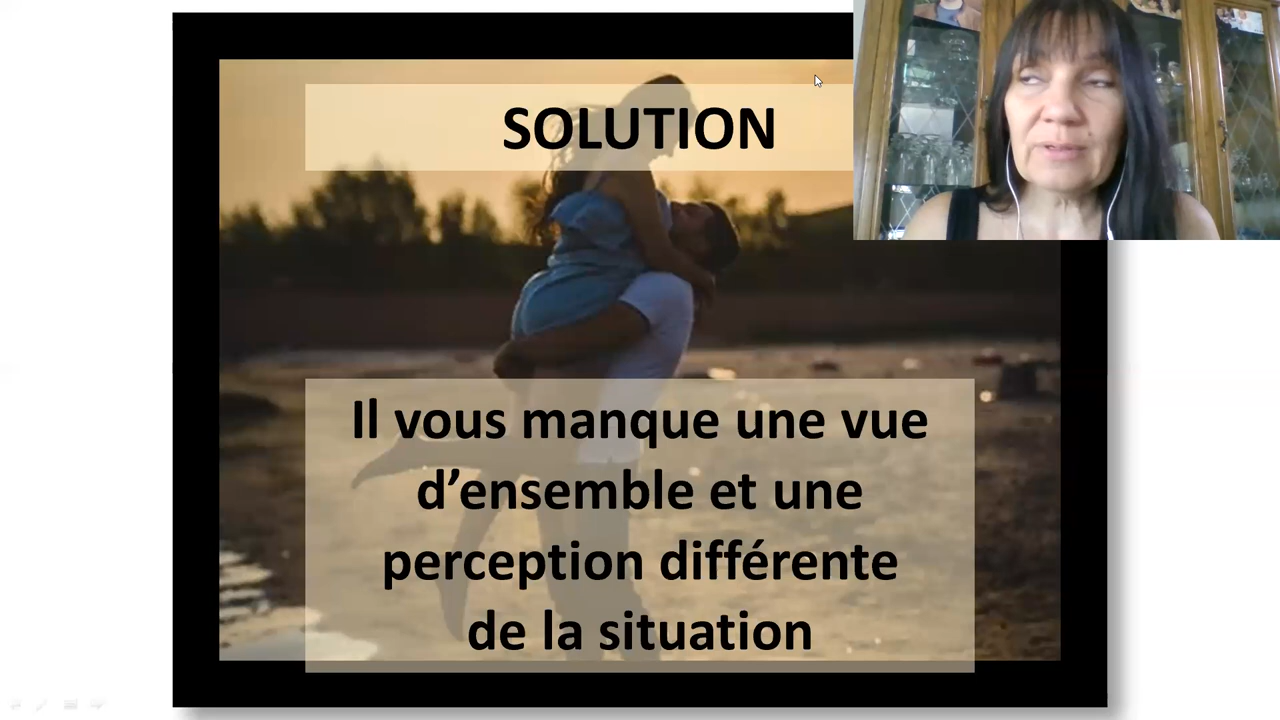 SOLUTION
Il vous manque une vue
d’ensemble et une
perception différente
de la situation